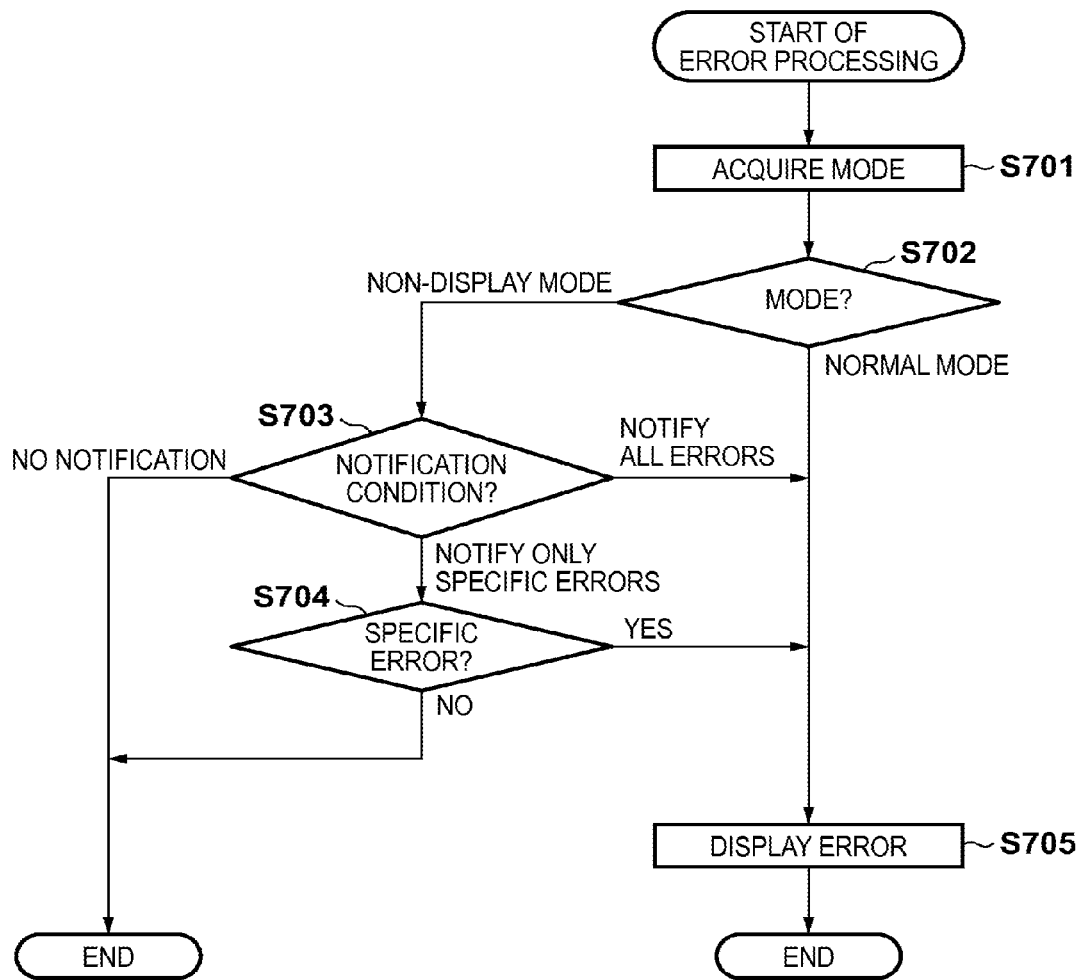 START OF
ERROR PROCESSING
ACQUIRE MODE
S701
S702
NON-DISPLAY MODE
MODE?
NORMAL MODE
S703
NO NOTIFICATION
NOTIFICATION
CONDITION?
NOTIFY
ALL ERRORS
NOTIFY ONLY
SPECIFIC ERRORS
S704
SPECIFIC
ERROR?
YES
NO
DISPLAY ERROR
S705
END
END